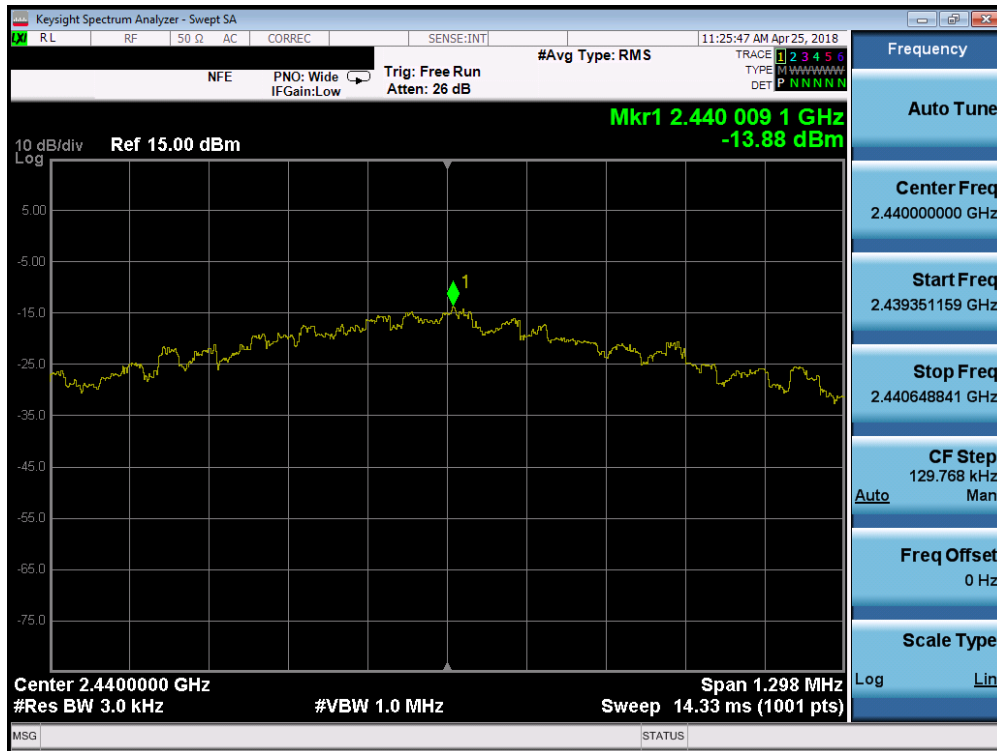 Keysight Spectrum Analyzer - Swept SA
LXI RL RF 50 Ω AC CORREC SENSE:INT 11:25:47 AM Apr 25, 2018
Frequency
#Avg Type: RMS
TRACE 1 2 3 4 5 6
NFE PNO: Wide Trig: Free Run
TYPE M W W W W W
IFGain:Low Atten: 26 dB
DET P N N N N N
Auto Tune
Mkr1 2.440 009 1 GHz
-13.88 dBm
10 dB/div Ref 15.00 dBm
Log
5.00
-5.00
1
-15.0
-25.0
-35.0
-45.0
-55.0
-65.0
-75.0
Center Freq
2.440000000 GHz
Start Freq
2.439351159 GHz
Stop Freq
2.440648841 GHz
CF Step
129.768 kHz
Auto Man
Freq Offset
0 Hz
Scale Type
Log Lin
Center 2.4400000 GHz Span 1.298 MHz
#Res BW 3.0 kHz #VBW 1.0 MHz Sweep 14.33 ms (1001 pts)
MSG STATUS